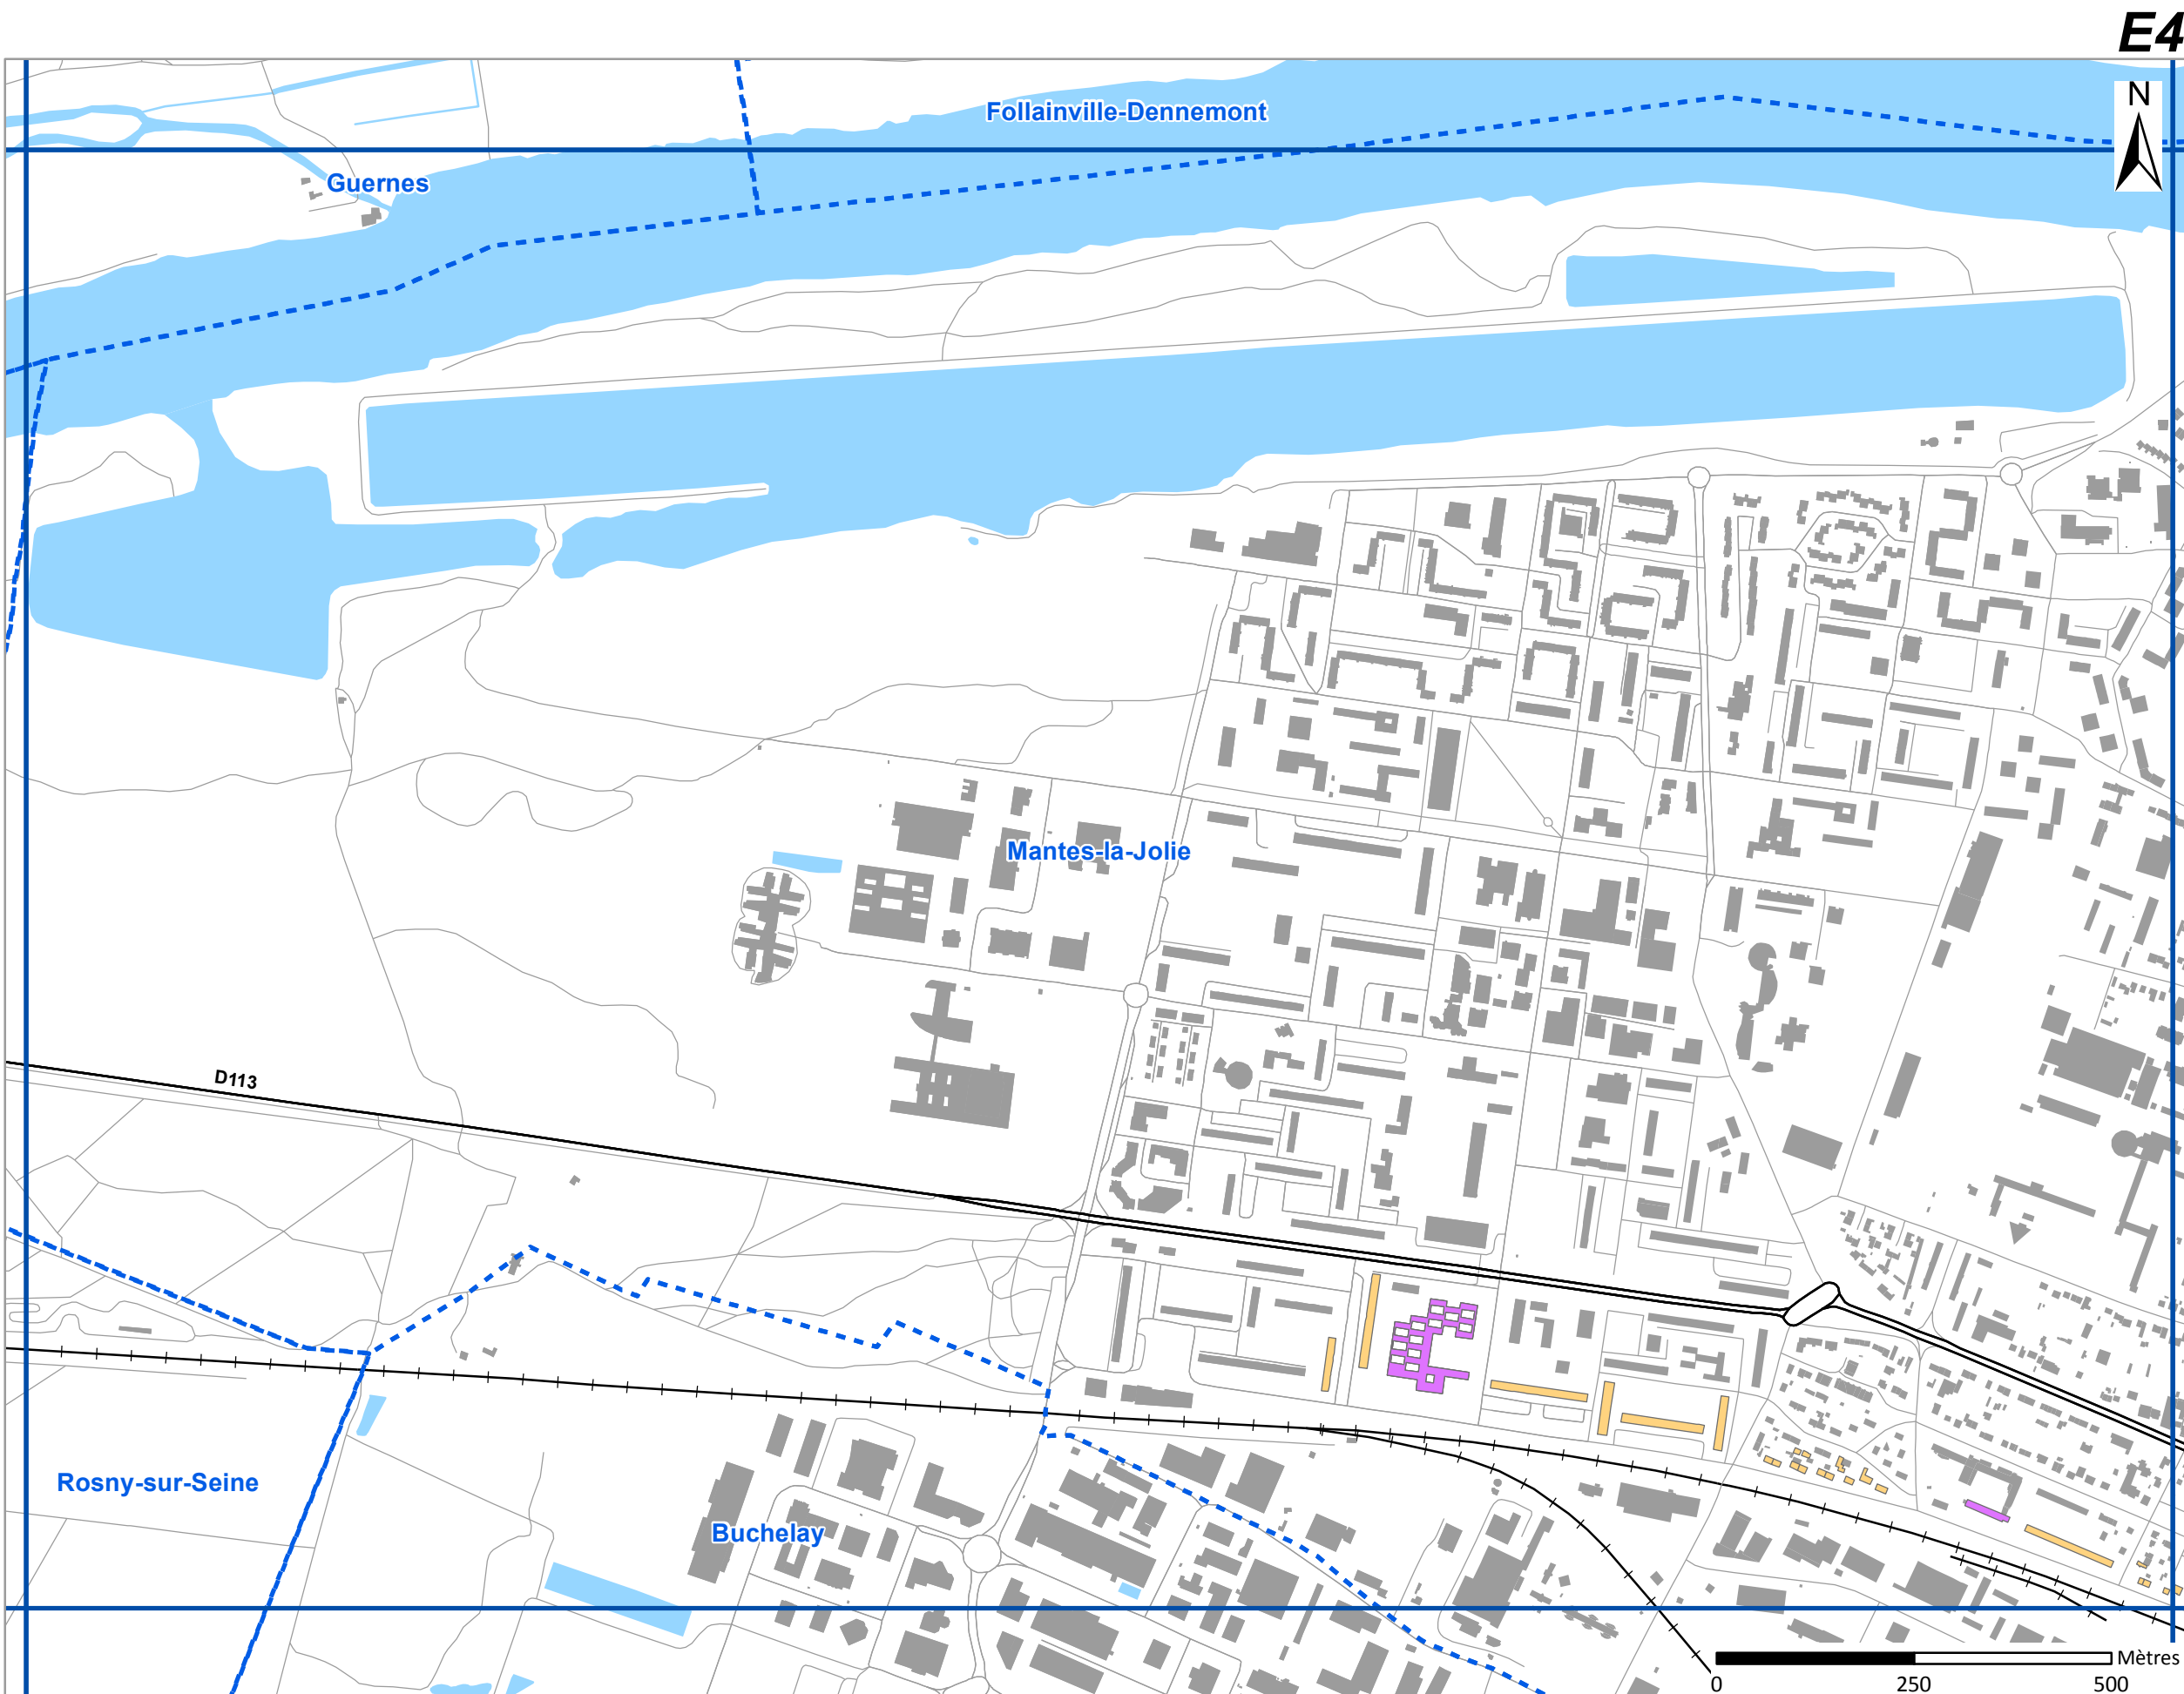 E4
N
Follainville-Dennemont
Guernes
Mantes-la-Jolie
D113
Rosny-sur-Seine
Buchelay
Mètres
0 250 500